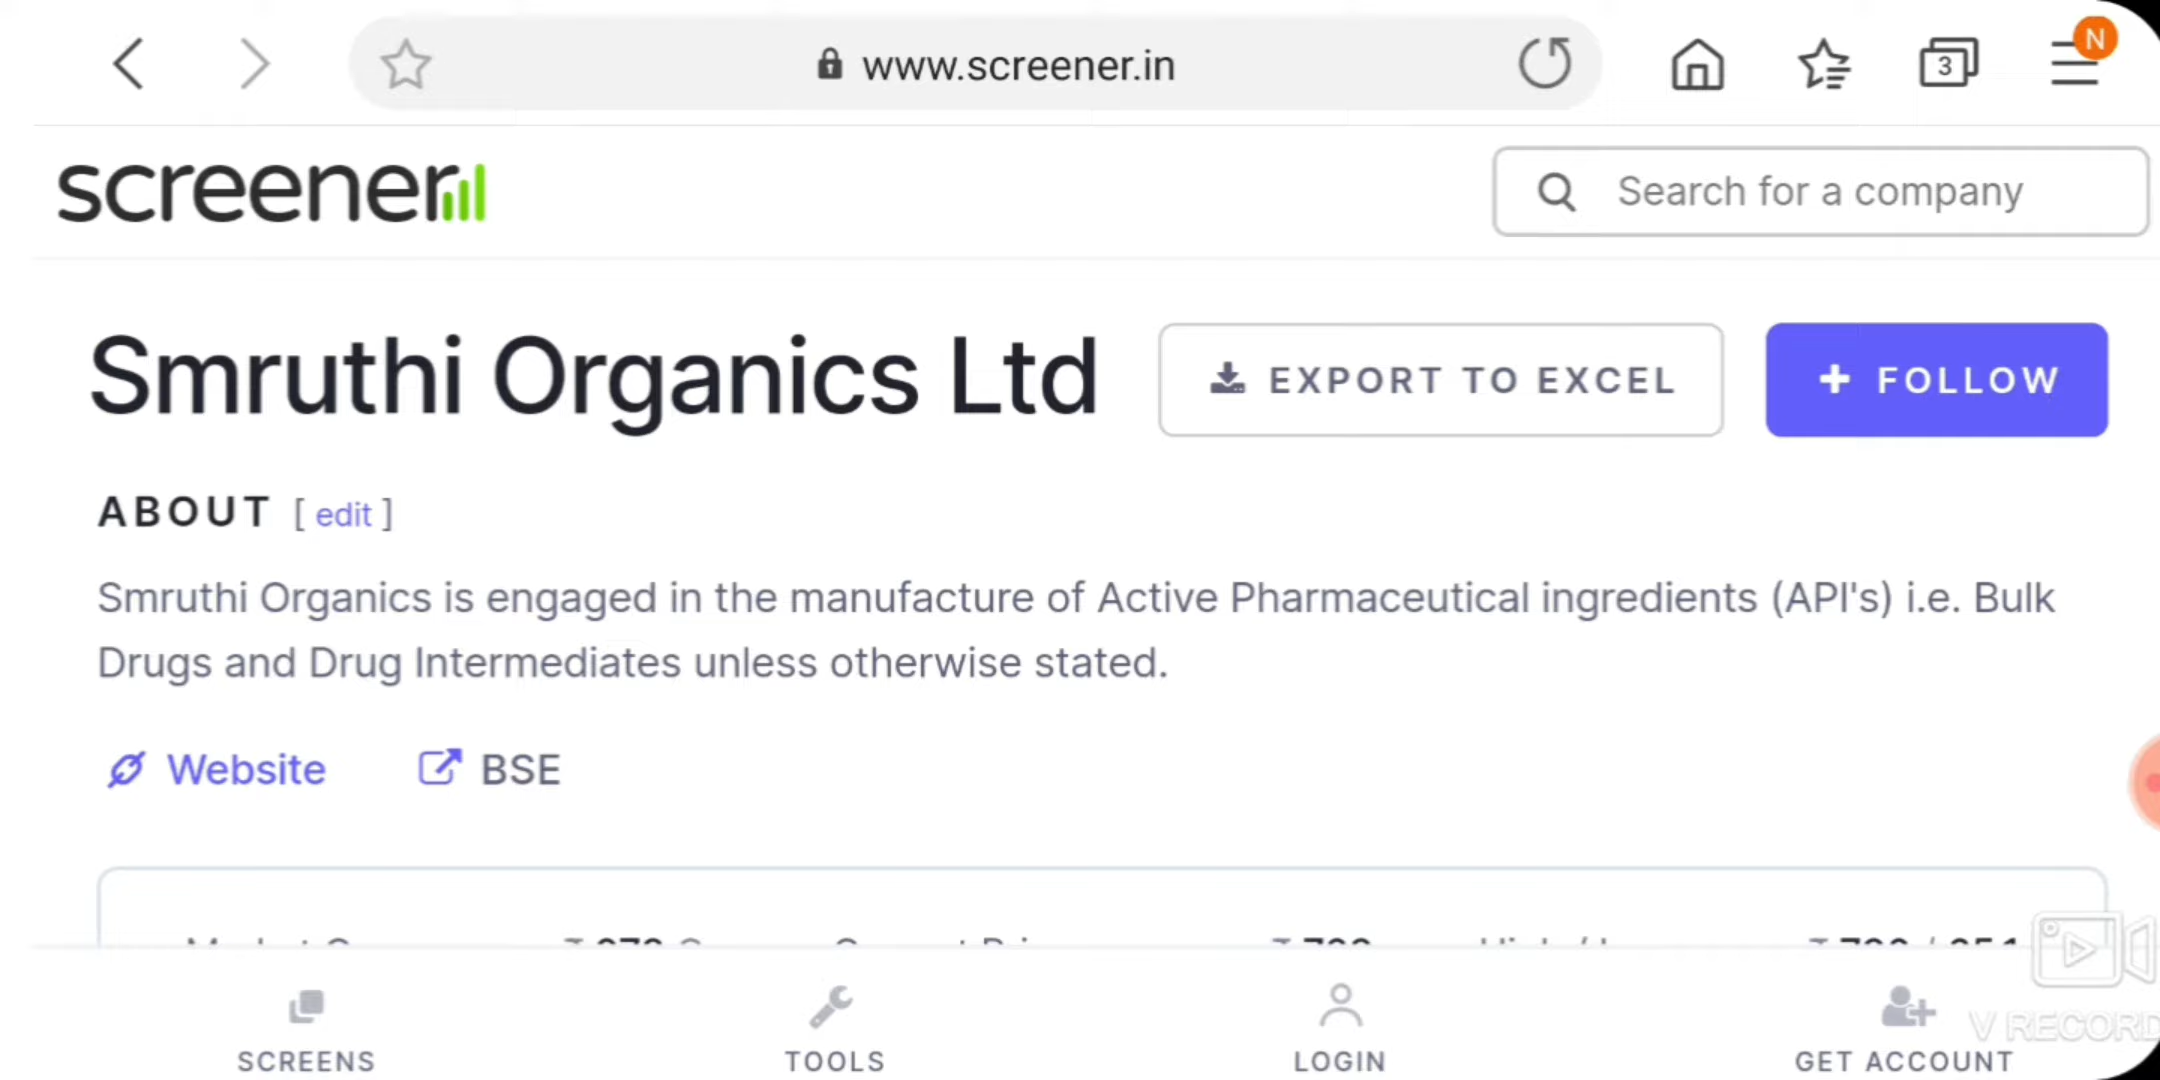 www.screener.in
3
N
screener
Search for a company
Smruthi Organics Ltd
EXPORT TO EXCEL
+ FOLLOW
ABOUT [ edit ]
Smruthi Organics is engaged in the manufacture of Active Pharmaceutical ingredients (API's) i.e. Bulk
Drugs and Drug Intermediates unless otherwise stated.
Website
BSE
SCREENS
TOOLS
LOGIN
GET ACCOUNT
V RECORD